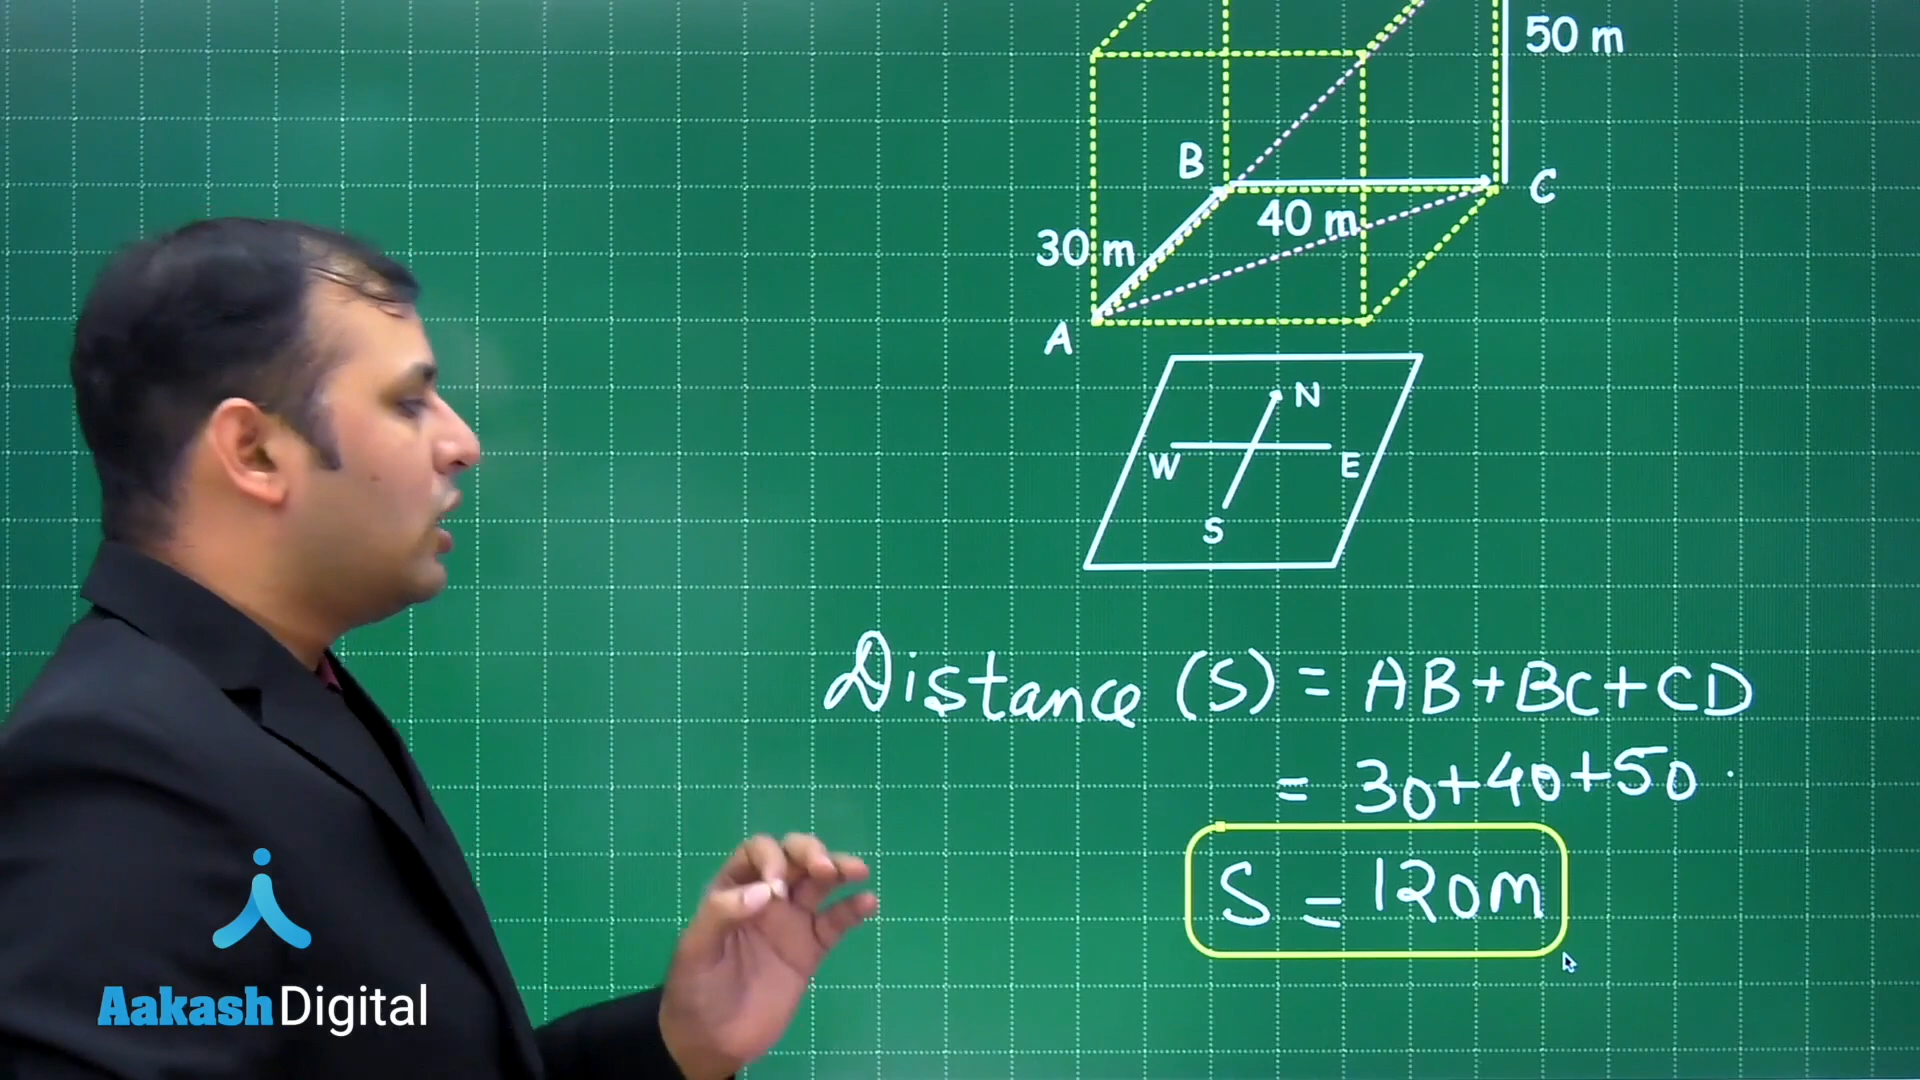 50 m
B
C
40 m
30 m
A
N
W
E
S
Distance (S) = AB+BC+CD
= 30+40+50
S = 120m
Aakash Digital